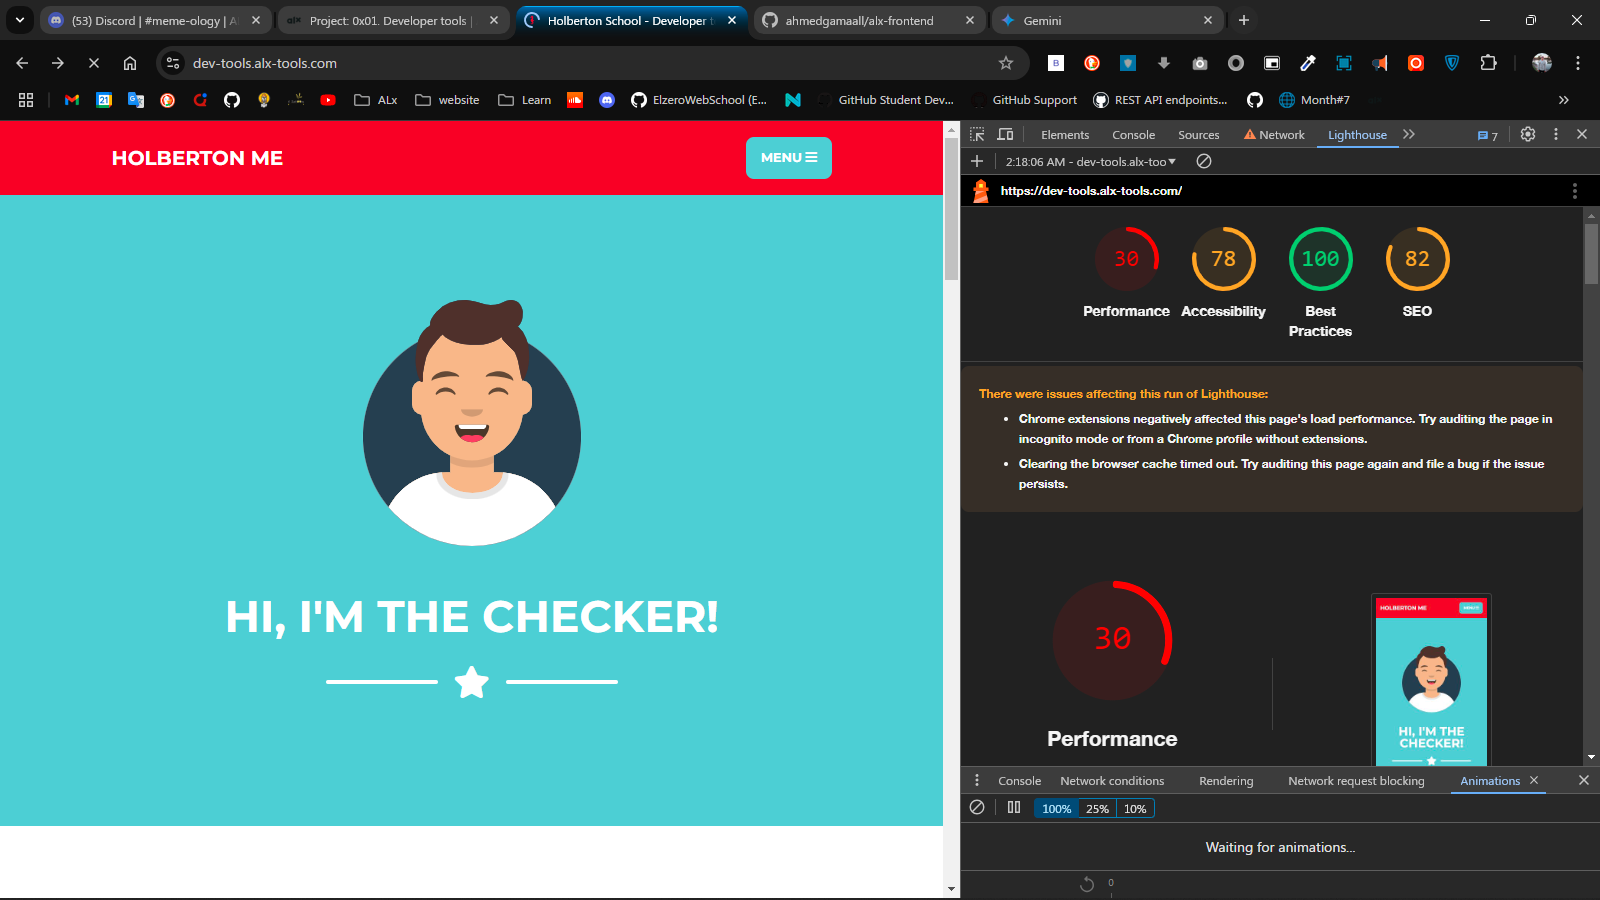 (53) Discord | #meme-ology | A
Project: 0x01. Developer tools |
Holberton School - Developer t
ahmedgamaall/alx-frontend
Gemini
dev-tools.alx-tools.com
ALx
website
Learn
ElzeroWebSchool (E...
GitHub Student Dev...
GitHub Support
REST API endpoints...
Month#7
HOLBERTON ME
MENU
HI, I'M THE CHECKER!
Elements
Console
Sources
Network
Lighthouse
7
2:18:06 AM - dev-tools.alx-too
https://dev-tools.alx-tools.com/
30
78
100
82
Performance
Accessibility
Best
Practices
SEO
There were issues affecting this run of Lighthouse:
Chrome extensions negatively affected this page's load performance. Try auditing the page in
incognito mode or from a Chrome profile without extensions.
Clearing the browser cache timed out. Try auditing this page again and file a bug if the issue
persists.
30
Performance
HOLBERTON ME
HI, I'M THE
CHECKER!
Console
Network conditions
Rendering
Network request blocking
Animations
100%
25%
10%
Waiting for animations...
0